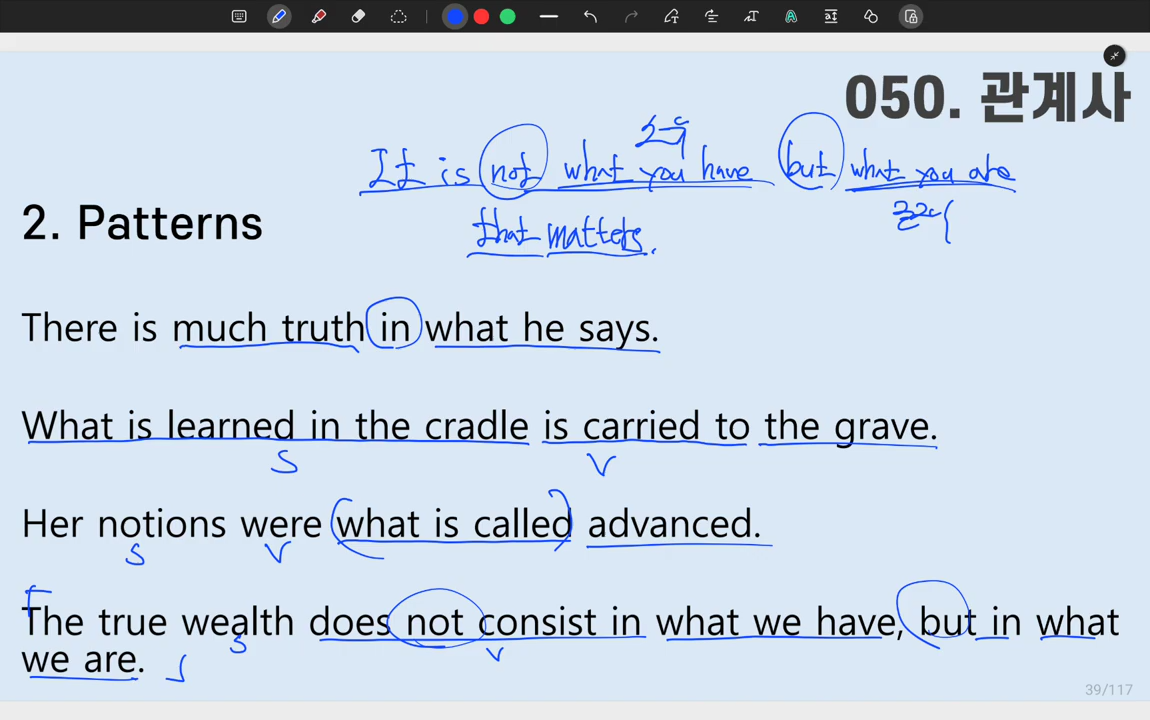 050. 관계사
It is not what you have but what you are
that matters.
2. Patterns
There is much truth in what he says.
What is learned in the cradle is carried to the grave.
S V
Her notions were what is called advanced.
S V
The true wealth does not consist in what we have, but in what
S V
we are.
39/117